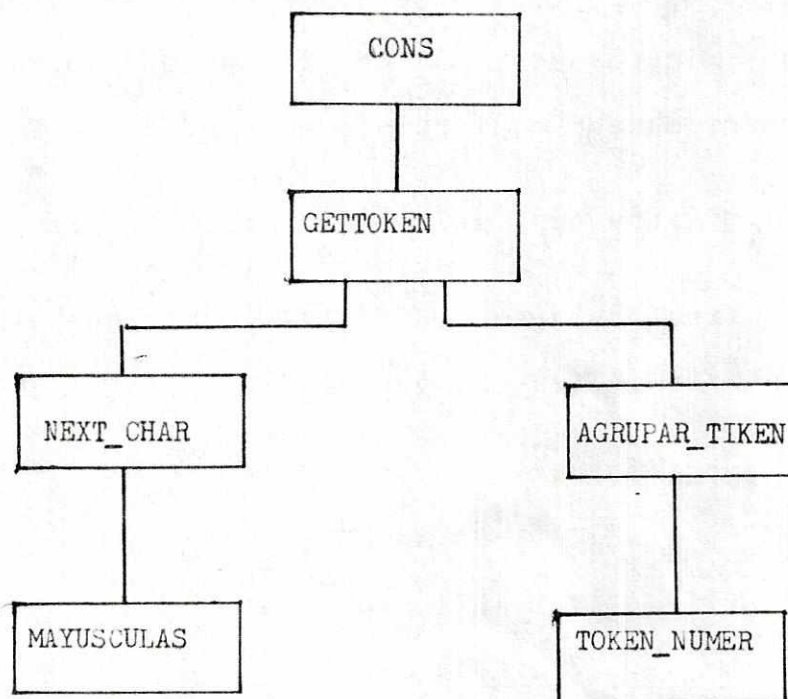 CONS
GETTOKEN
NEXT_CHAR
AGRUPAR_TIKEN
MAYUSCULAS
TOKEN_NUMER